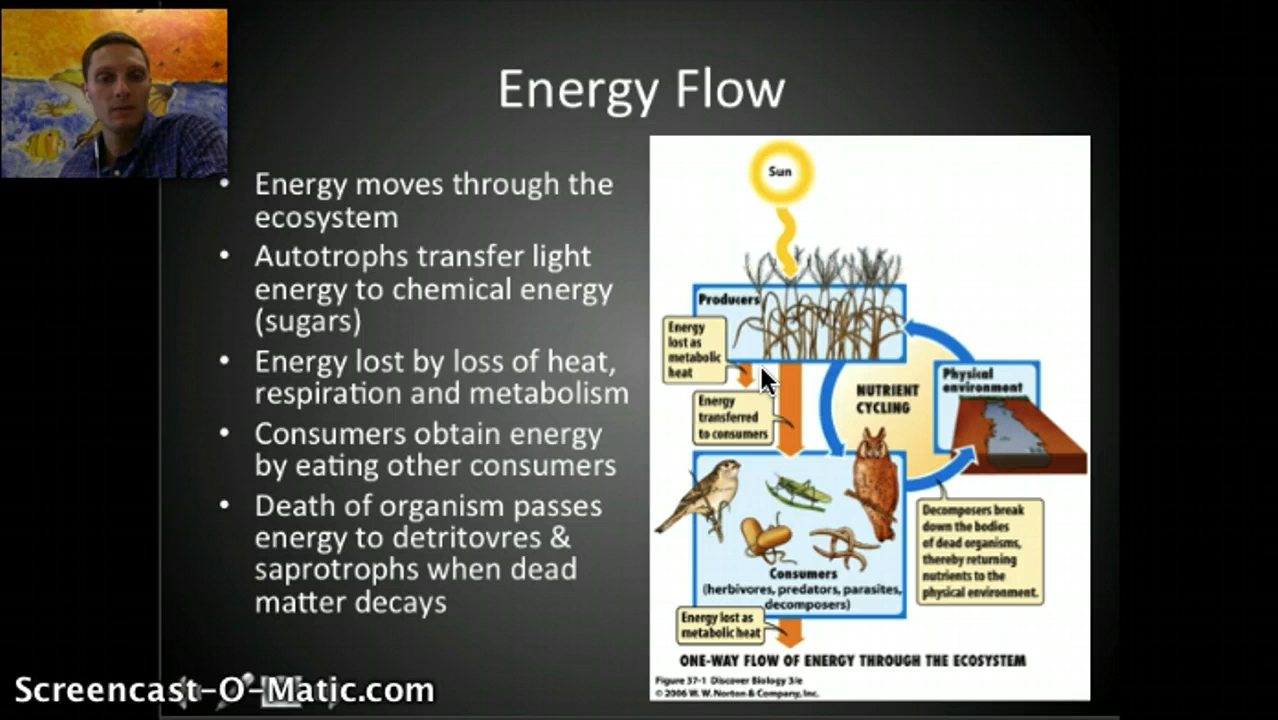 Energy Flow
• Energy moves through the
ecosystem
• Autotrophs transfer light
energy to chemical energy
(sugars)
• Energy lost by loss of heat,
respiration and metabolism
• Consumers obtain energy
by eating other consumers
• Death of organism passes
energy to detritovres &
saprotrophs when dead
matter decays
Sun
Producers
Energy
lost as
metabolic
heat
Energy
transferred
to consumers
NUTRIENT
CYCLING
Physical
environment
Decomposers break
down the bodies
of dead organisms,
thereby returning
nutrients to the
physical environment.
Consumers
(herbivores, predators, parasites,
decomposers)
Energy lost as
metabolic heat
ONE-WAY FLOW OF ENERGY THROUGH THE ECOSYSTEM
Figure 37-1 Discover Biology 3/e
© 2006 W. W. Norton & Company, Inc.
Screencast-O-Matic.com